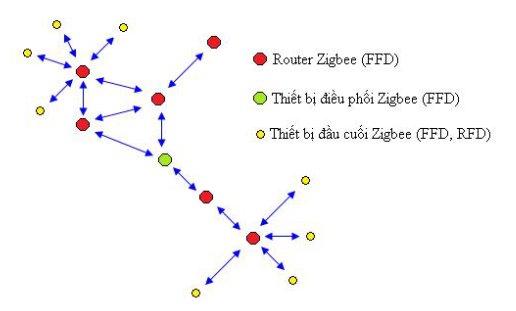 Router Zigbee (FFD)
Thiết bị điều phối Zigbee (FFD)
Thiết bị đầu cuối Zigbee (FFD, RFD)